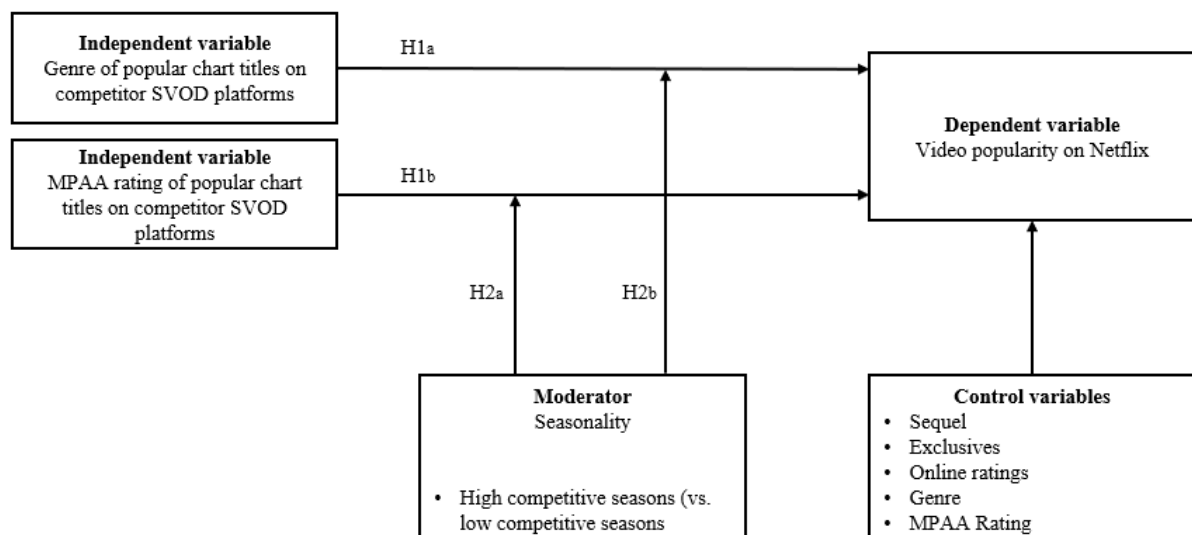 Independent variable
Genre of popular chart titles on
competitor SVOD platforms
H1a
Independent variable
MPAA rating of popular chart
titles on competitor SVOD
platforms
H1b
Dependent variable
Video popularity on Netflix
H2a
H2b
Moderator
Seasonality
• High competitive seasons (vs.
low competitive seasons
Control variables
• Sequel
• Exclusives
• Online ratings
• Genre
• MPAA Rating